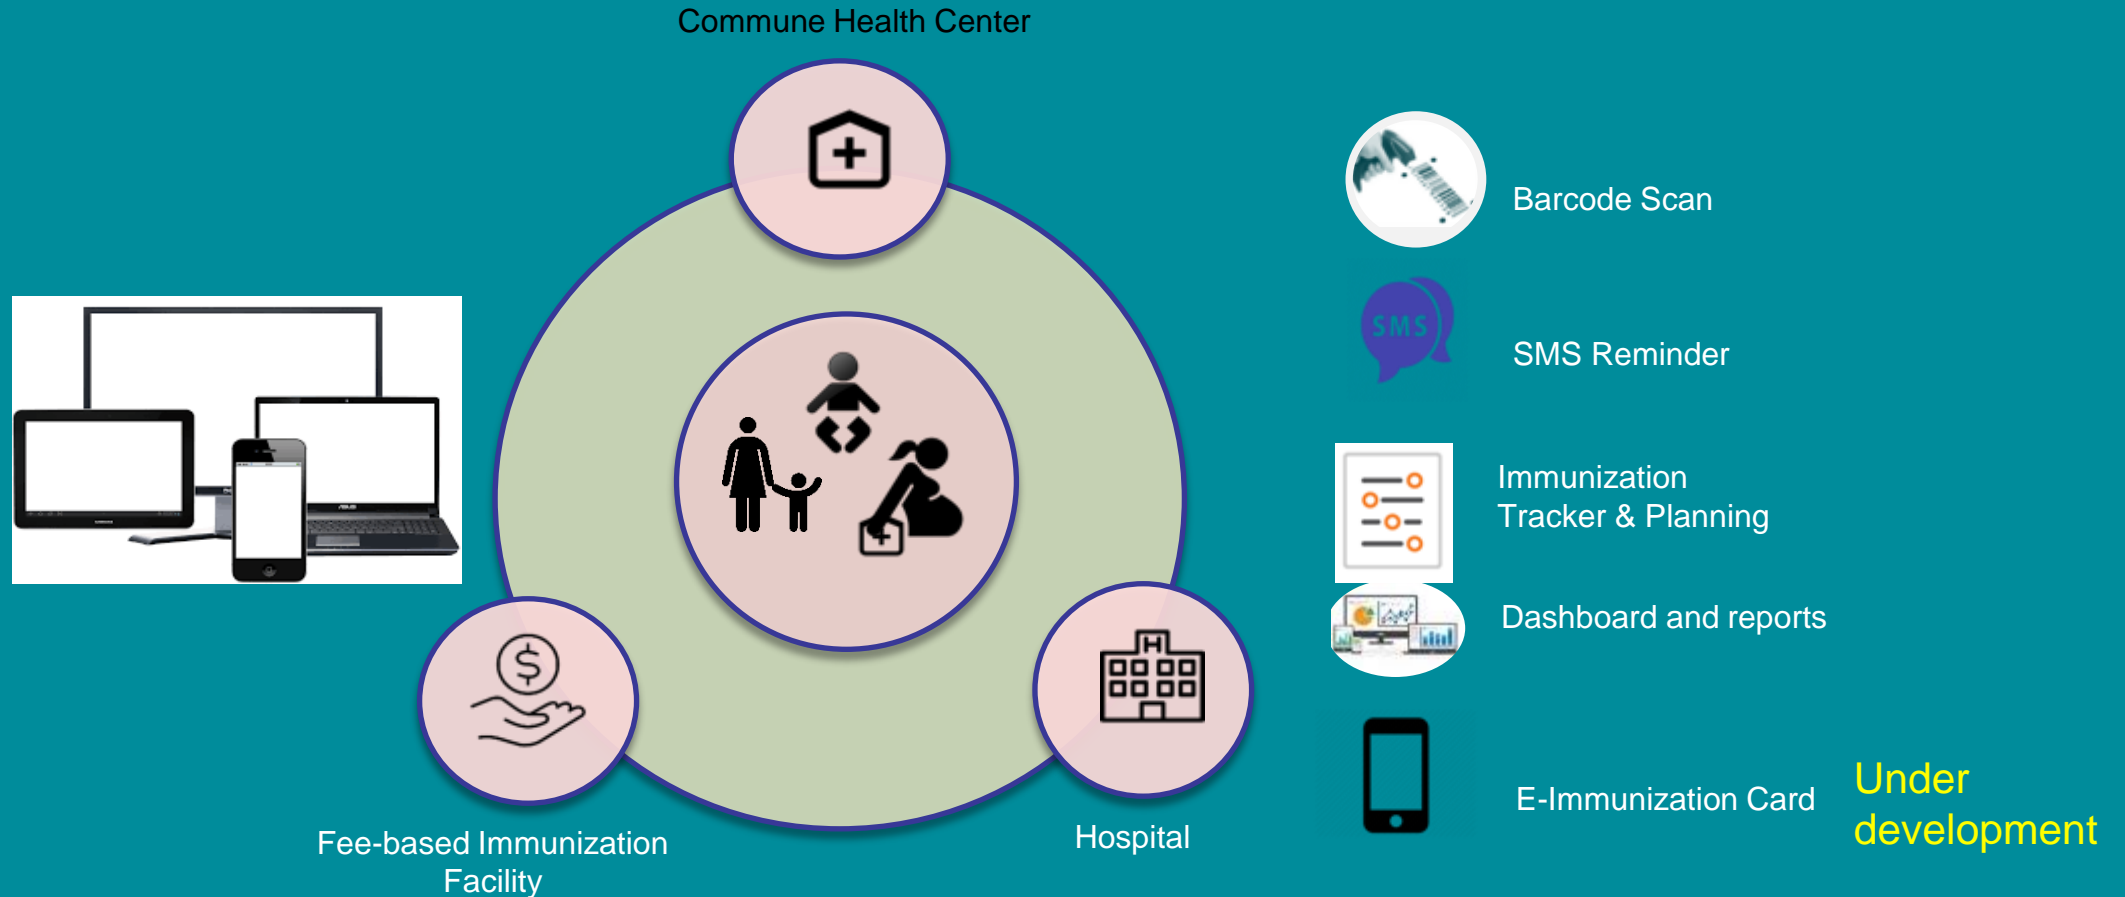 Commune Health Center
Barcode Scan
SMS
SMS Reminder
Immunization
Tracker & Planning
Dashboard and reports
E-Immunization Card
Under
development
Fee-based Immunization
Facility
Hospital
H
ASUS